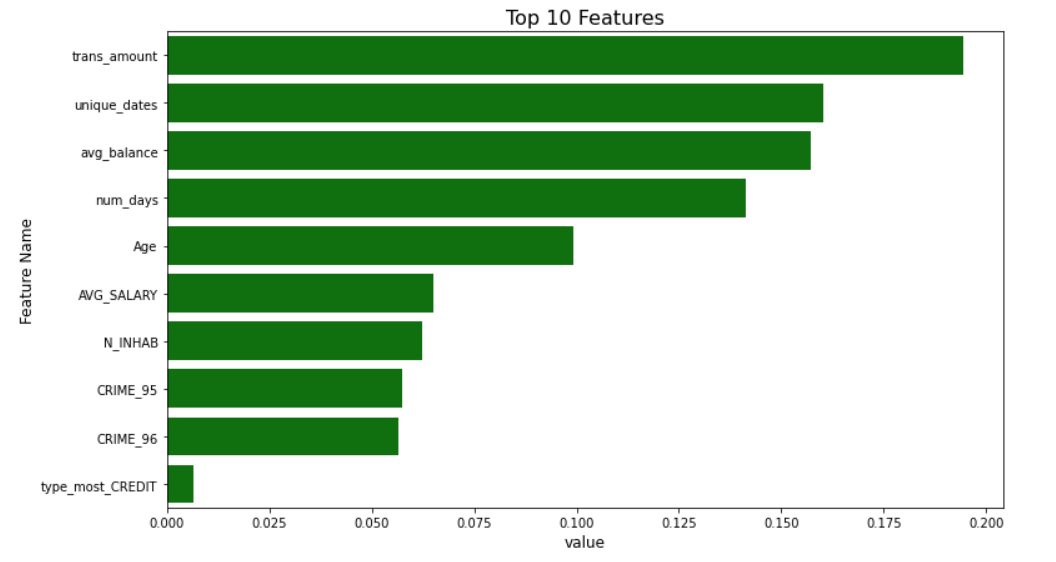 Top 10 Features
Feature Name
trans_amount
unique_dates
avg_balance
num_days
Age
AVG_SALARY
N_INHAB
CRIME_95
CRIME_96
type_most_CREDIT
0.000 0.025 0.050 0.075 0.100 0.125 0.150 0.175 0.200
value